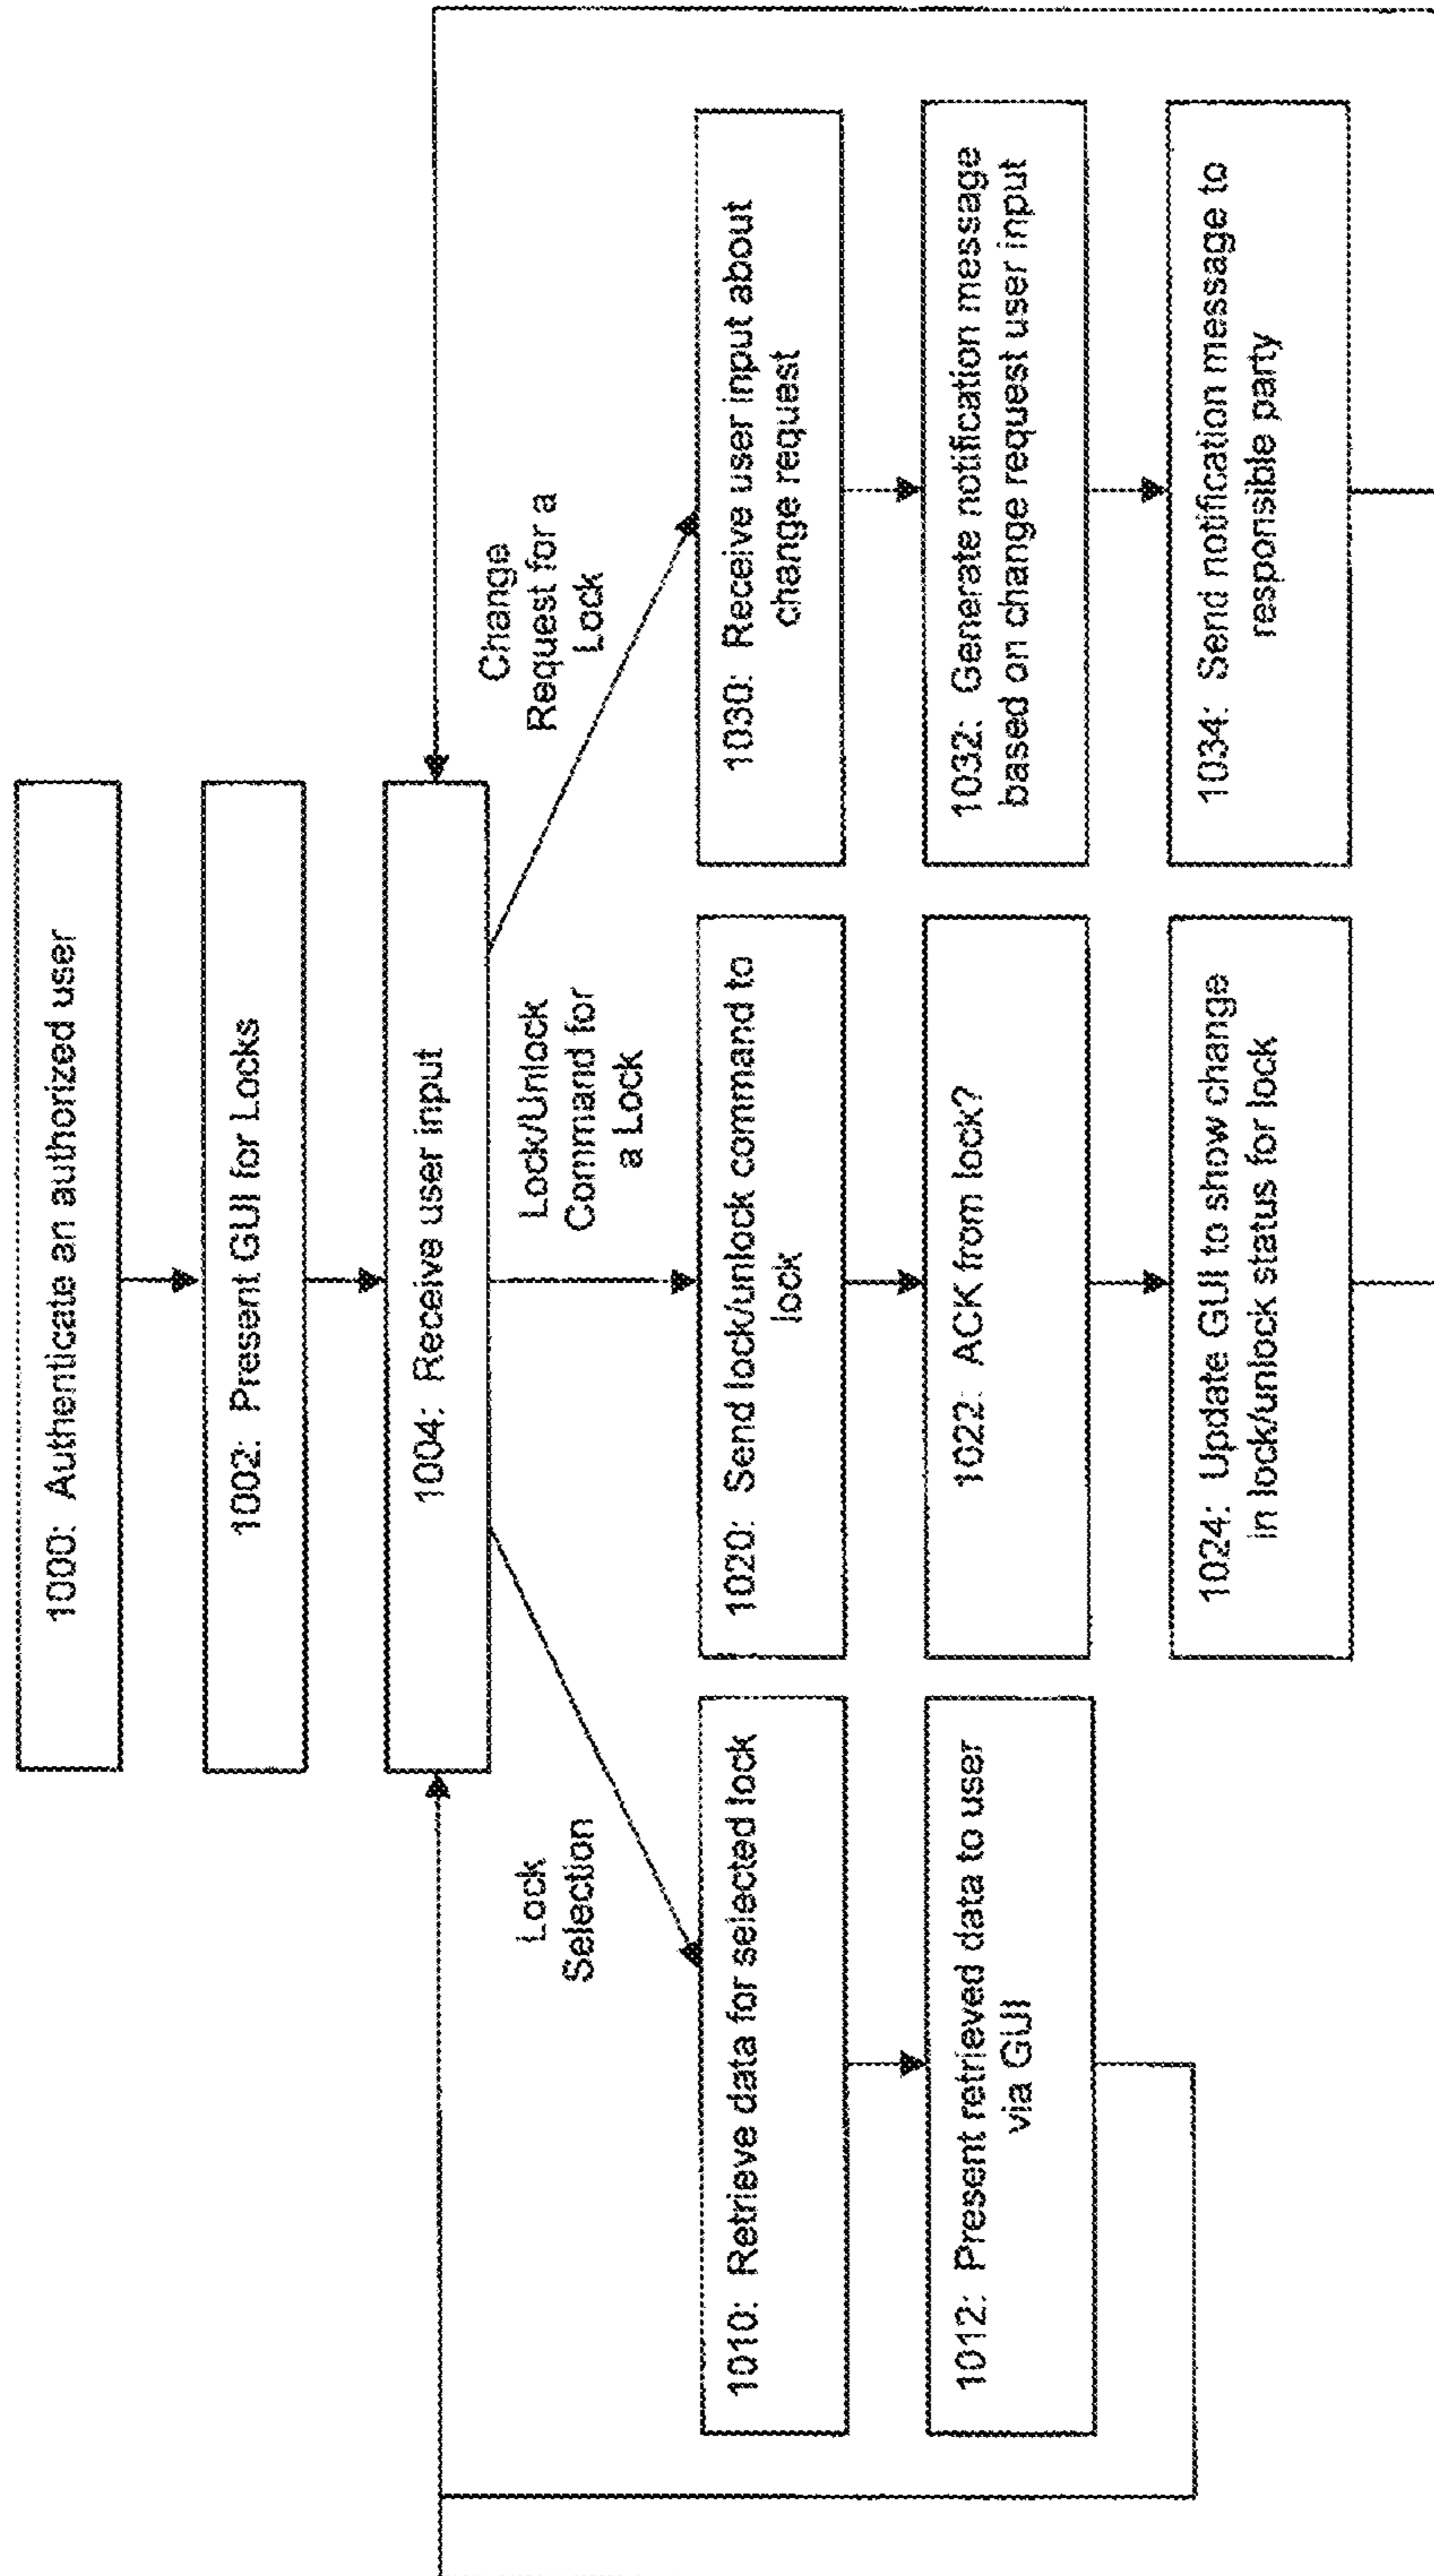 1000: Authenticate an authorized user
1002: Present GUI for Locks
1004: Receive user input
Lock
Selection
Lock/Unlock
Command for
a Lock
Change
Request for a
Lock
1010: Retrieve data for selected lock
1012: Present retrieved data to user
via GUI
1020: Send lock/unlock command to
lock
1022: ACK from lock?
1024: Update GUI to show change
in lock/unlock status for lock
1030: Receive user input about
change request
1032: Generate notification message
based on change request user input
1034: Send notification message to
responsible party